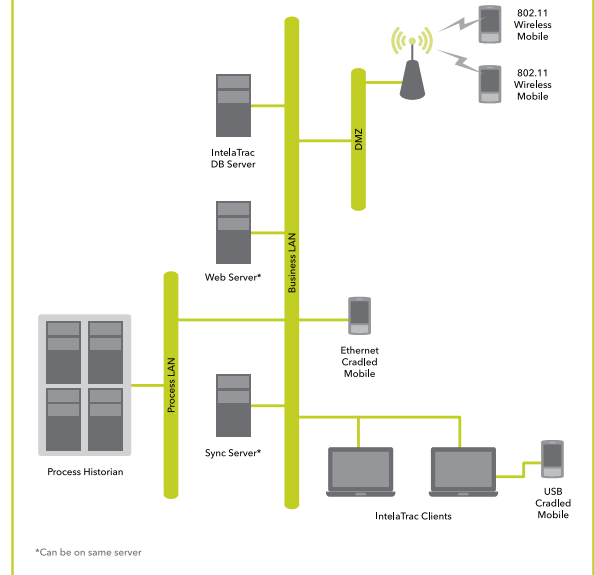 802.11
Wireless
Mobile
802.11
Wireless
Mobile
DMZ
IntelaTrac
DB Server
Business LAN
Web Server*
Ethernet
Cradled
Mobile
Process LAN
Sync Server*
Process Historian
IntelaTrac Clients
USB
Cradled
Mobile
*Can be on same server